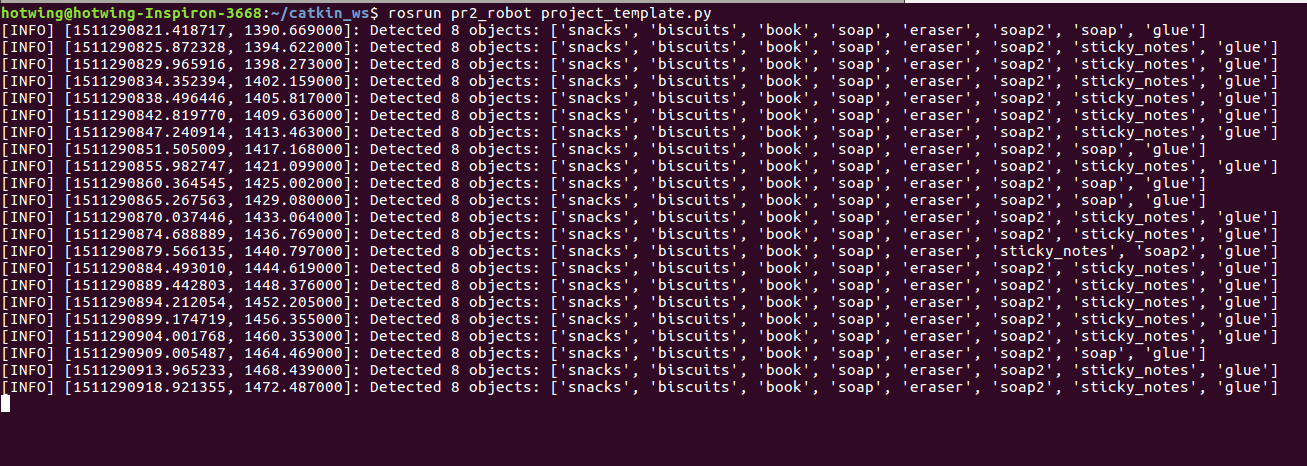 hotwing@hotwing-Inspiron-3668:~/catkin_ws$ rosrun pr2_robot project_template.py
[INFO] [1511290821.418717, 1390.669000]: Detected 8 objects: ['snacks', 'biscuits', 'book', 'soap', 'eraser', 'soap2', 'soap', 'glue']
[INFO] [1511290825.872328, 1394.622000]: Detected 8 objects: ['snacks', 'biscuits', 'book', 'soap', 'eraser', 'soap2', 'sticky_notes', 'glue']
[INFO] [1511290829.965916, 1398.273000]: Detected 8 objects: ['snacks', 'biscuits', 'book', 'soap', 'eraser', 'soap2', 'sticky_notes', 'glue']
[INFO] [1511290834.352394, 1402.159000]: Detected 8 objects: ['snacks', 'biscuits', 'book', 'soap', 'eraser', 'soap2', 'sticky_notes', 'glue']
[INFO] [1511290838.496446, 1405.817000]: Detected 8 objects: ['snacks', 'biscuits', 'book', 'soap', 'eraser', 'soap2', 'sticky_notes', 'glue']
[INFO] [1511290842.819770, 1409.636000]: Detected 8 objects: ['snacks', 'biscuits', 'book', 'soap', 'eraser', 'soap2', 'sticky_notes', 'glue']
[INFO] [1511290847.240914, 1413.463000]: Detected 8 objects: ['snacks', 'biscuits', 'book', 'soap', 'eraser', 'soap2', 'sticky_notes', 'glue']
[INFO] [1511290851.505009, 1417.168000]: Detected 8 objects: ['snacks', 'biscuits', 'book', 'soap', 'eraser', 'soap2', 'soap', 'glue']
[INFO] [1511290855.982747, 1421.099000]: Detected 8 objects: ['snacks', 'biscuits', 'book', 'soap', 'eraser', 'soap2', 'sticky_notes', 'glue']
[INFO] [1511290860.364545, 1425.002000]: Detected 8 objects: ['snacks', 'biscuits', 'book', 'soap', 'eraser', 'soap2', 'soap', 'glue']
[INFO] [1511290865.267563, 1429.080000]: Detected 8 objects: ['snacks', 'biscuits', 'book', 'soap', 'eraser', 'soap2', 'soap', 'glue']
[INFO] [1511290870.037446, 1433.064000]: Detected 8 objects: ['snacks', 'biscuits', 'book', 'soap', 'eraser', 'soap2', 'sticky_notes', 'glue']
[INFO] [1511290874.688889, 1436.769000]: Detected 8 objects: ['snacks', 'biscuits', 'book', 'soap', 'eraser', 'soap2', 'sticky_notes', 'glue']
[INFO] [1511290879.566135, 1440.797000]: Detected 8 objects: ['snacks', 'biscuits', 'book', 'soap', 'eraser', 'sticky_notes', 'soap2', 'glue']
[INFO] [1511290884.493010, 1444.619000]: Detected 8 objects: ['snacks', 'biscuits', 'book', 'soap', 'eraser', 'soap2', 'sticky_notes', 'glue']
[INFO] [1511290889.442803, 1448.376000]: Detected 8 objects: ['snacks', 'biscuits', 'book', 'soap', 'eraser', 'soap2', 'sticky_notes', 'glue']
[INFO] [1511290894.212054, 1452.205000]: Detected 8 objects: ['snacks', 'biscuits', 'book', 'soap', 'eraser', 'soap2', 'sticky_notes', 'glue']
[INFO] [1511290899.174719, 1456.355000]: Detected 8 objects: ['snacks', 'biscuits', 'book', 'soap', 'eraser', 'soap2', 'sticky_notes', 'glue']
[INFO] [1511290904.001768, 1460.353000]: Detected 8 objects: ['snacks', 'biscuits', 'book', 'soap', 'eraser', 'soap2', 'sticky_notes', 'glue']
[INFO] [1511290909.005487, 1464.469000]: Detected 8 objects: ['snacks', 'biscuits', 'book', 'soap', 'eraser', 'soap2', 'soap', 'glue']
[INFO] [1511290913.965233, 1468.439000]: Detected 8 objects: ['snacks', 'biscuits', 'book', 'soap', 'eraser', 'soap2', 'sticky_notes', 'glue']
[INFO] [1511290918.921355, 1472.487000]: Detected 8 objects: ['snacks', 'biscuits', 'book', 'soap', 'eraser', 'soap2', 'sticky_notes', 'glue']